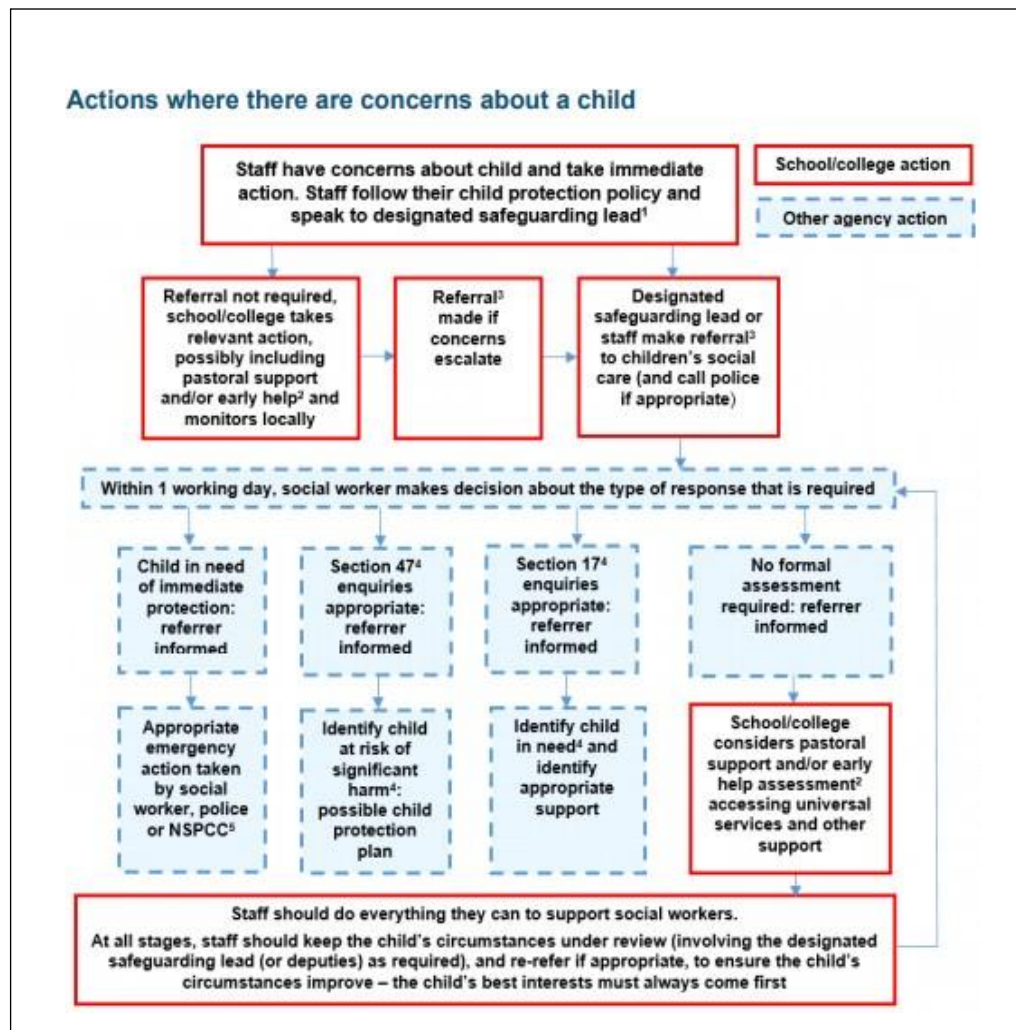 Actions where there are concerns about a child
Staff have concerns about child and take immediate
action. Staff follow their child protection policy and
speak to designated safeguarding lead¹
School/college action
Other agency action
Referral not required,
school/college takes
relevant action,
possibly including
pastoral support
and/or early help² and
monitors locally
Referral³
made if
concerns
escalate
Designated
safeguarding lead or
staff make referral³
to children's social
care (and call police
if appropriate)
Within 1 working day, social worker makes decision about the type of response that is required
Child in need
of immediate
protection:
referrer
informed
Section 47⁴
enquiries
appropriate:
referrer
informed
Section 17⁴
enquiries
appropriate:
referrer
informed
No formal
assessment
required: referrer
informed
Appropriate
emergency
action taken
by social
worker, police
or NSPCC⁵
Identify child
at risk of
significant
harm⁴:
possible child
protection
plan
Identify child
in need⁴ and
identify
appropriate
support
School/college
considers pastoral
support and/or early
help assessment²
accessing universal
services and other
support
Staff should do everything they can to support social workers.
At all stages, staff should keep the child's circumstances under review (involving the designated
safeguarding lead (or deputies) as required), and re-refer if appropriate, to ensure the child's
circumstances improve – the child's best interests must always come first